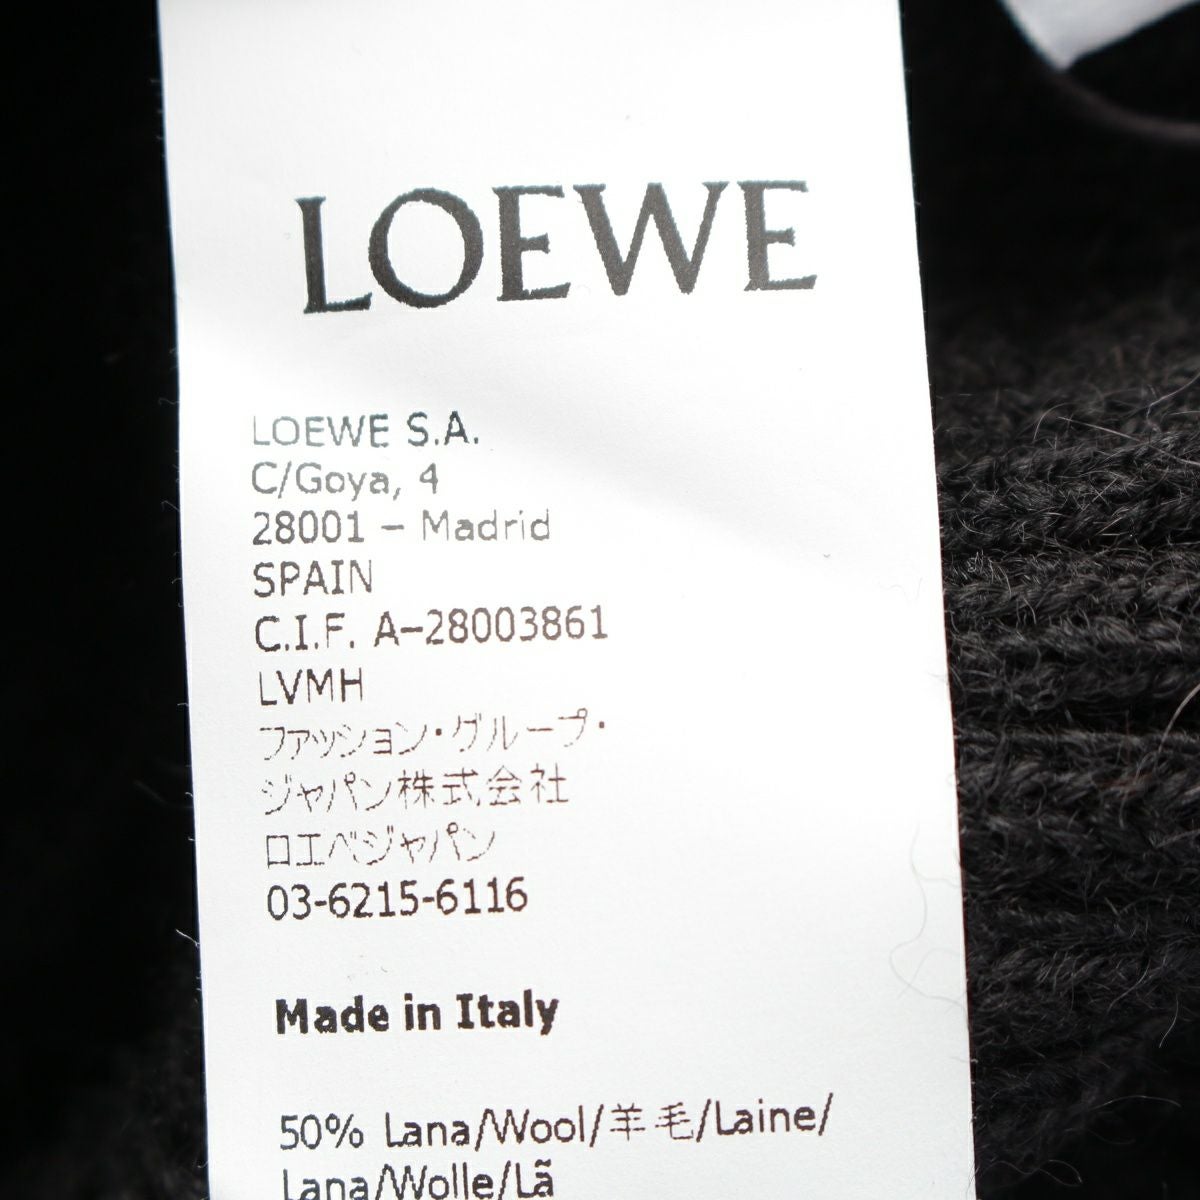 LOEWE
LOEWE S.A.
C/Goya, 4
28001 – Madrid
SPAIN
C.I.F. A–28003861
LVMH
ファッション・グループ・
ジャパン株式会社
ロエベジャパン
03-6215-6116
Made in Italy
50% Lana/Wool/羊毛/Laine/
Lana/Wolle/Lã